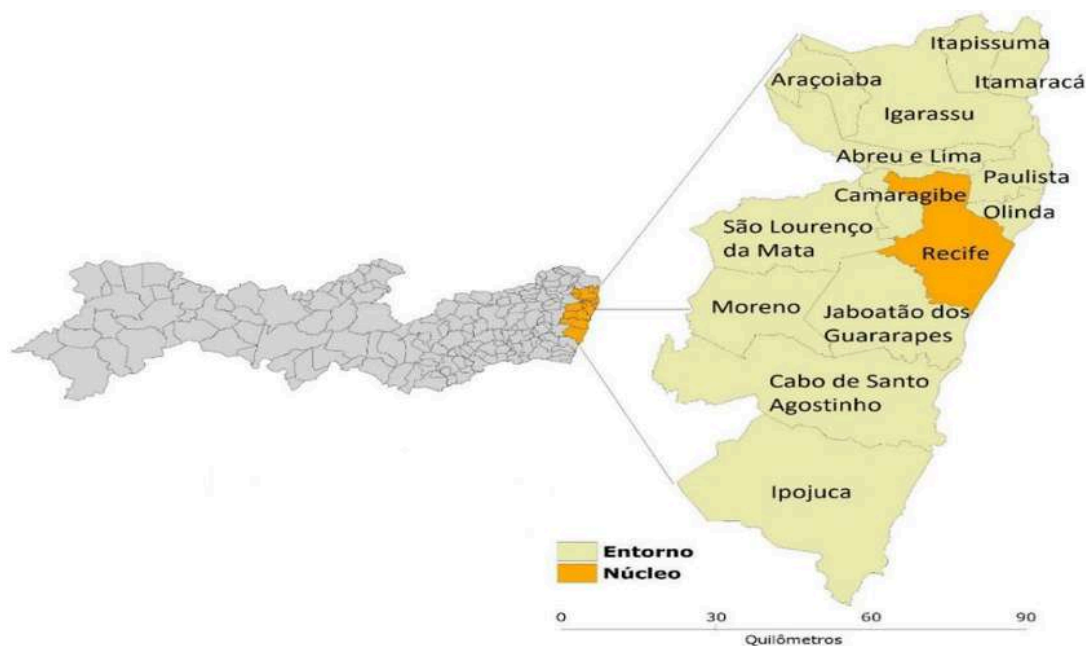 Itapissuma
Araçoiaba
Itamaracá
Igarassu
Abreu e Lima
Paulista
Camaragibe
Olinda
São Lourenço
da Mata
Recife
Moreno
Jaboatão dos
Guararapes
Cabo de Santo
Agostinho
Ipojuca
Entorno
Núcleo
0 30 60 90
Quilômetros